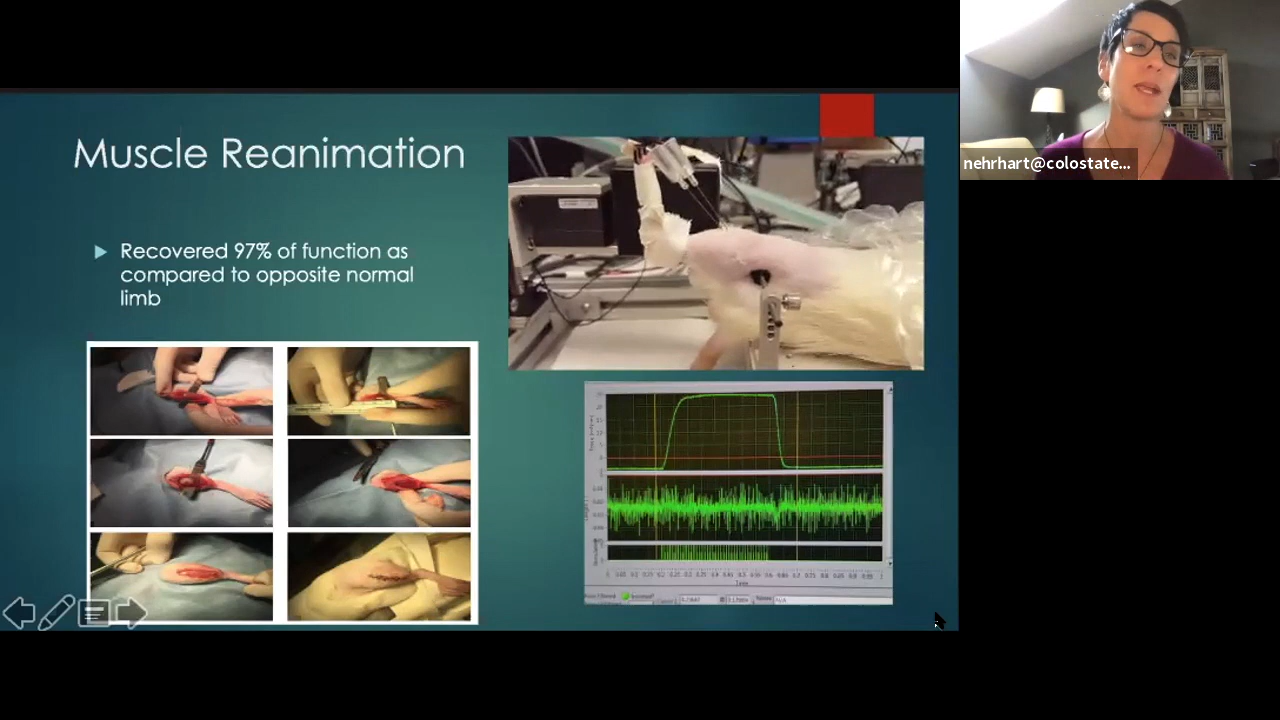 Muscle Reanimation
Recovered 97% of function as
compared to opposite normal
limb
nehrhart@colostate...